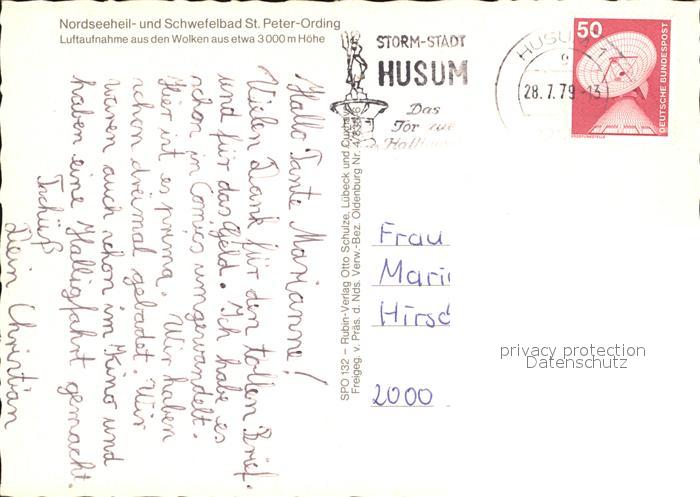 Nordseeheil- und Schwefelbad St. Peter-Ording
Luftaufnahme aus den Wolken aus etwa 3000 m Höhe
Hallo Tante Marianne!
Vielen Dank für den tollen Brief
und für das Geld. Ich habe es
schon in Comics umgewandelt.
Hier ist es prima. Wir haben
schon dreimal gebadet. Wir
waren auch schon im Kino und
haben eine Halligfahrt gemacht.
Tschüß
Dein Christian
SPO 132 – Rubin-Verlag Otto Schulze, Lübeck und
Freigeg. v. Präs. d. Nds. Verw.-Bez. Oldenburg Nr.
STORM-STADT
HUSUM
Das
Tor zur
HUSUM
28.7.79-13
50
DEUTSCHE BUNDESPOST
Frau
Mari
Hirsc
2000
privacy protection
Datenschutz